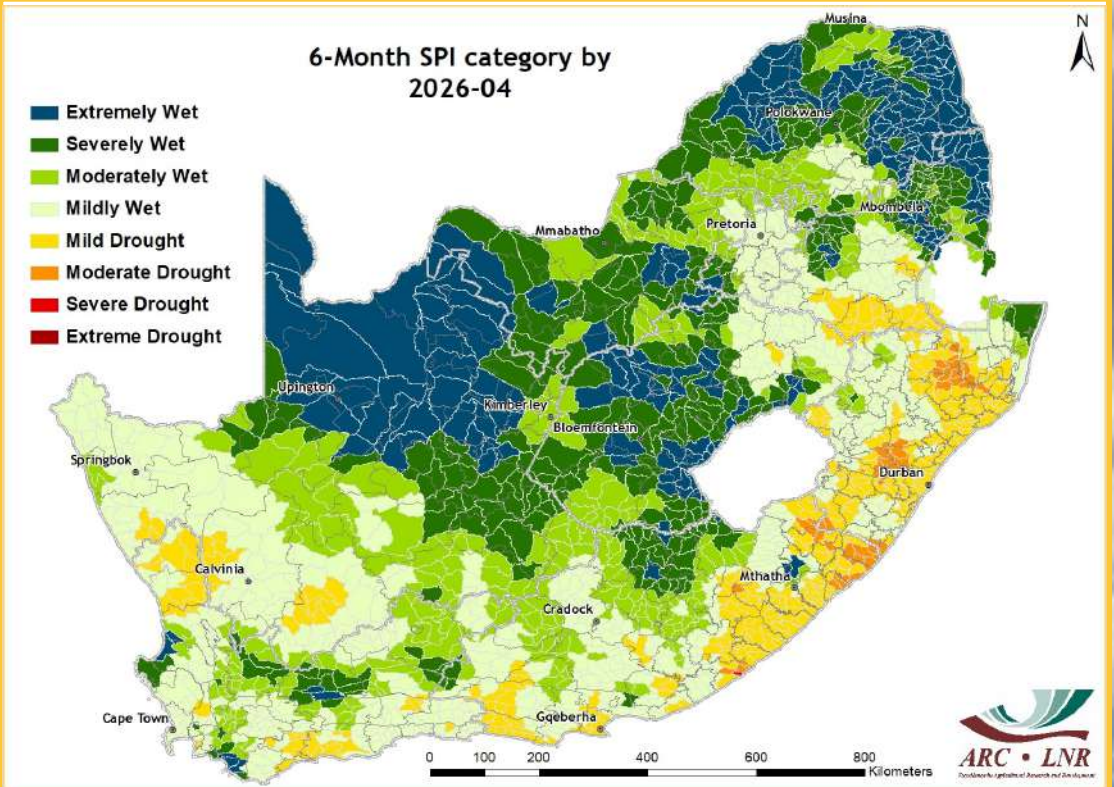 6-Month SPI category by
2026-04
N
Extremely Wet
Severely Wet
Moderately Wet
Mildly Wet
Mild Drought
Moderate Drought
Severe Drought
Extreme Drought
Musina
Polokwane
Mbombela
Pretoria
Mmabatho
Upington
Kimberley
Bloemfontein
Springbok
Durban
Calvinia
Mthatha
Cradock
Cape Town
Gqeberha
0 100 200 400 600 800
Kilometers
ARC • LNR